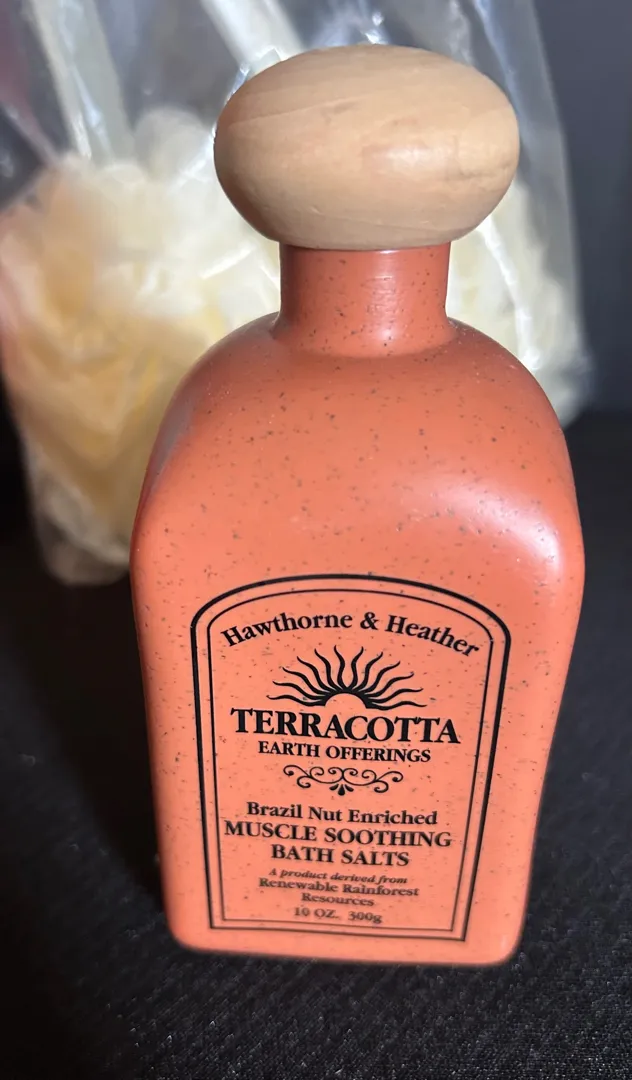 Hawthorne & Heather
TERRACOTTA
EARTH OFFERINGS
Brazil Nut Enriched
MUSCLE SOOTHING
BATH SALTS
A product derived from
Renewable Rainforest
Resources
10 OZ. 300g